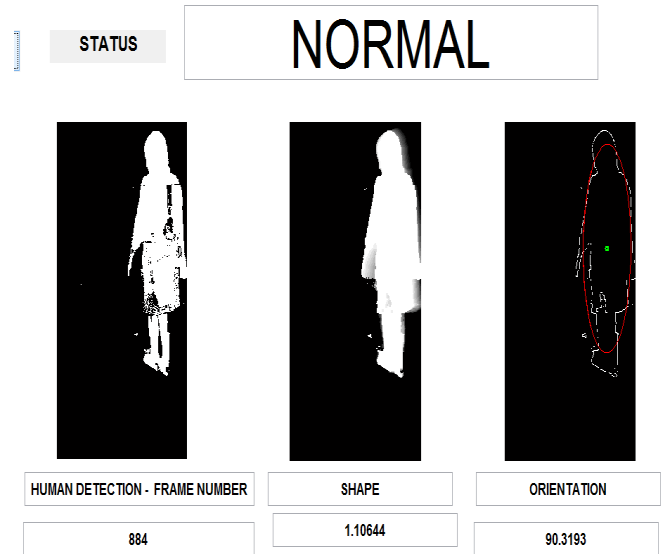 STATUS
NORMAL
HUMAN DETECTION - FRAME NUMBER
SHAPE
ORIENTATION
884
1.10644
90.3193